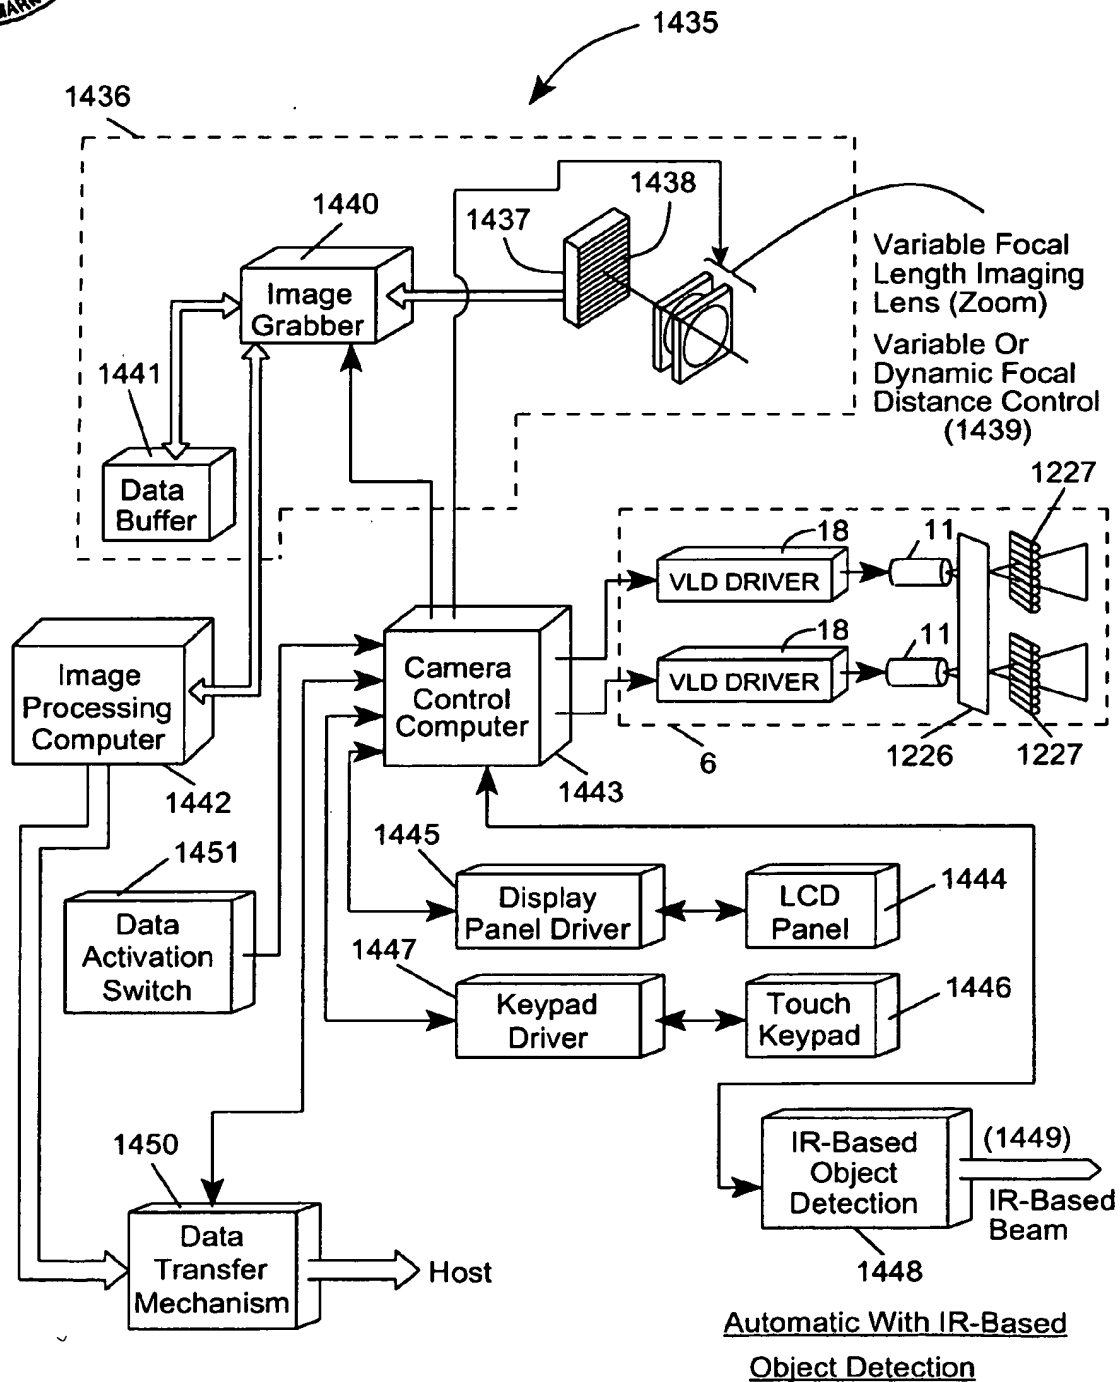 MARK
1435
1436
1440
1437
1438
Image
Grabber
Variable Focal
Length Imaging
Lens (Zoom)
Variable Or
Dynamic Focal
Distance Control
(1439)
1441
Data
Buffer
1227
18
11
VLD DRIVER
18
11
VLD DRIVER
Image
Processing
Computer
Camera
Control
Computer
6
1226
1227
1442
1443
1451
1445
1444
Data
Activation
Switch
Display
Panel Driver
LCD
Panel
1447
1446
Keypad
Driver
Touch
Keypad
1450
IR-Based
Object
Detection
(1449)
IR-Based
Beam
Data
Transfer
Mechanism
Host
1448
Automatic With IR-Based
Object Detection